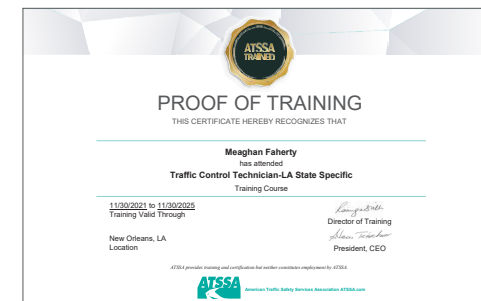 ATSSA
TRAINED
PROOF OF TRAINING
THIS CERTIFICATE HEREBY RECOGNIZES THAT
Meaghan Faherty
has attended
Traffic Control Technician-LA State Specific
Training Course
11/30/2021 to 11/30/2025
Training Valid Through
Director of Training
New Orleans, LA
Location
President, CEO
ATSSA provides training and certification but neither constitutes employment by ATSSA
ATSSA
American Traffic Safety Services Association ATSSA.com